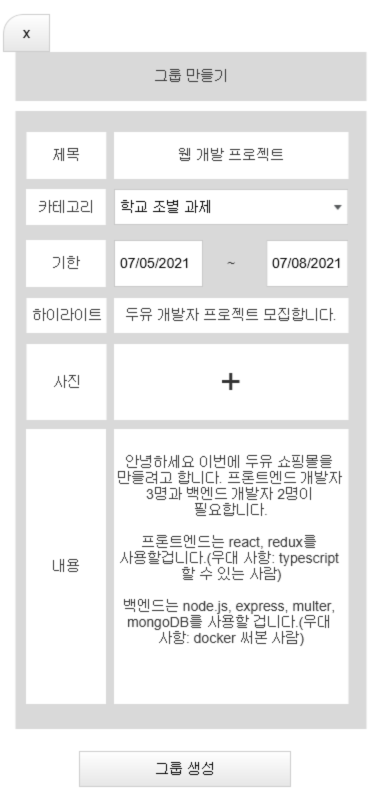 x
그룹 만들기
제목
웹 개발 프로젝트
카테고리
학교 조별 과제
기한
07/05/2021
~
07/08/2021
하이라이트
두유 개발자 프로젝트 모집합니다.
사진
+
내용
안녕하세요 이번에 두유 쇼핑몰을
만들려고 합니다. 프론트엔드 개발자
3명과 백엔드 개발자 2명이
필요합니다.
프론트엔드는 react, redux를
사용할겁니다.(우대 사항: typescript
할 수 있는 사람)
백엔드는 node.js, express, multer,
mongoDB를 사용할 겁니다.(우대
사항: docker 써본 사람)
그룹 생성